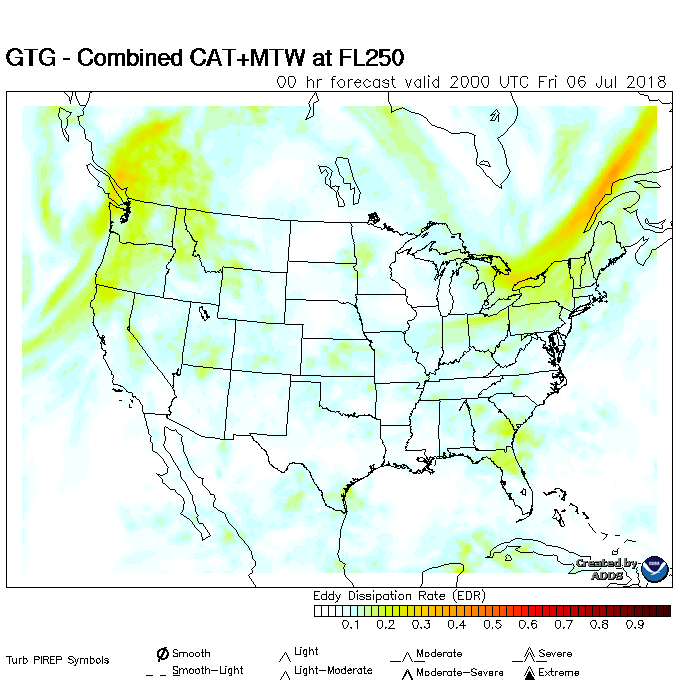 GTG - Combined CAT+MTW at FL250
00 hr forecast valid 2000 UTC Fri 06 Jul 2018
Created by
ADDS
Eddy Dissipation Rate (EDR)
0.1 0.2 0.3 0.4 0.5 0.6 0.7 0.8 0.9
Turb PIREP Symbols
Smooth Light Moderate Severe
Smooth-Light Light-Moderate Moderate-Severe Extreme